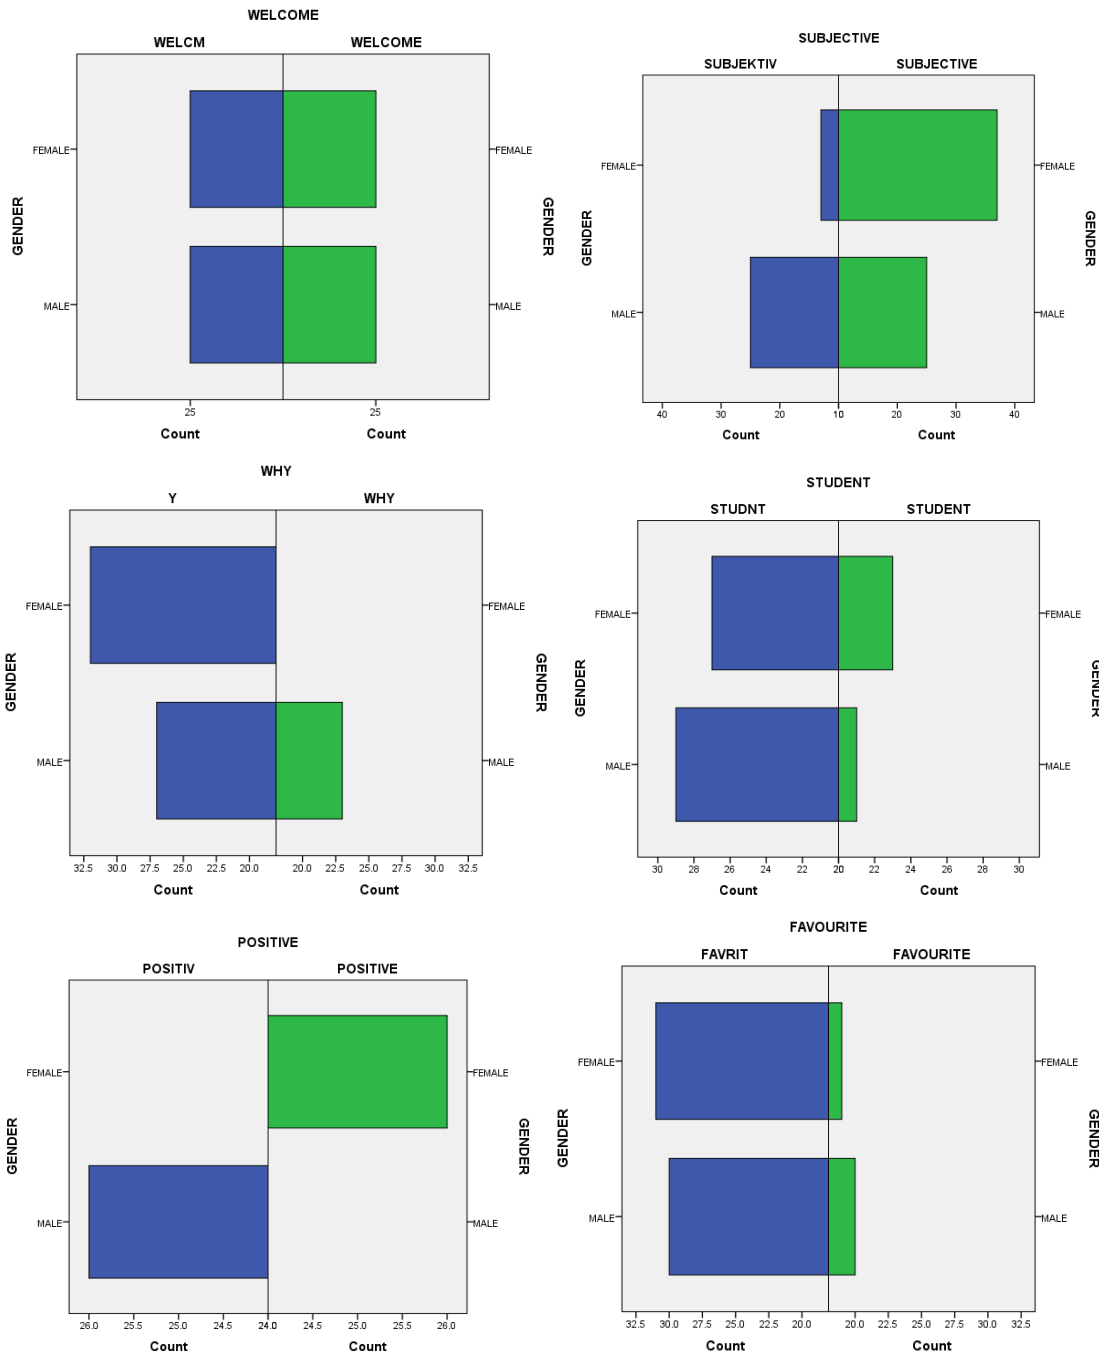 WELCOME
WELCM WELCOME
FEMALE FEMALE
GENDER GENDER
MALE MALE
25 25
Count Count
SUBJECTIVE
SUBJEKTIV SUBJECTIVE
FEMALE FEMALE
GENDER GENDER
MALE MALE
40 30 20 10 20 30 40
Count Count
WHY
Y WHY
FEMALE FEMALE
GENDER GENDER
MALE MALE
32.5 30.0 27.5 25.0 22.5 20.0 20.0 22.5 25.0 27.5 30.0 32.5
Count Count
STUDENT
STUDNT STUDENT
FEMALE FEMALE
GENDER GENDER
MALE MALE
30 28 26 24 22 20 22 24 26 28 30
Count Count
POSITIVE
POSITIV POSITIVE
FEMALE FEMALE
GENDER GENDER
MALE MALE
26.0 25.5 25.0 24.5 24.0 24.5 25.0 25.5 26.0
Count Count
FAVOURITE
FAVRIT FAVOURITE
FEMALE FEMALE
GENDER GENDER
MALE MALE
32.5 30.0 27.5 25.0 22.5 20.0 20.0 22.5 25.0 27.5 30.0 32.5
Count Count